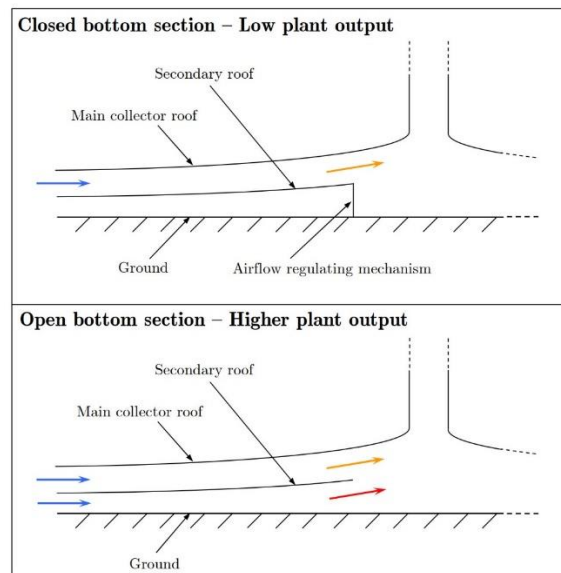 Closed bottom section – Low plant output
Secondary roof
Main collector roof
Ground
Airflow regulating mechanism
Open bottom section – Higher plant output
Secondary roof
Main collector roof
Ground